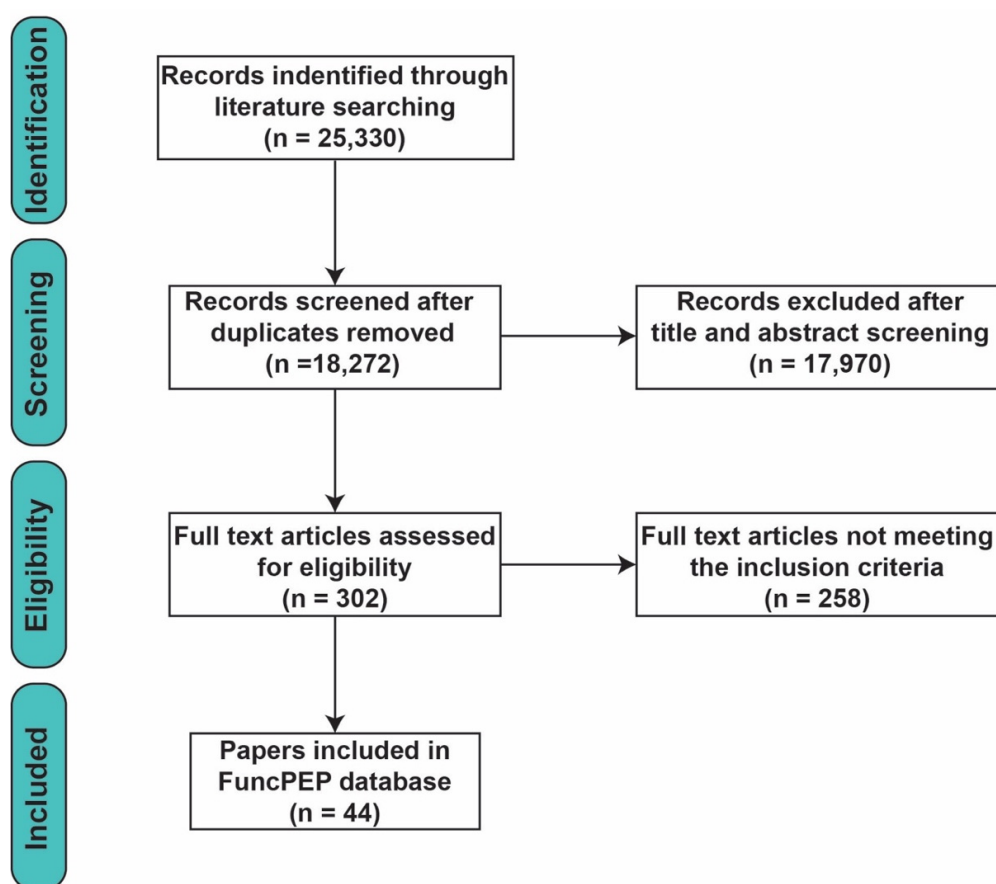 Identification
Records indentified through
literature searching
(n = 25,330)
Screening
Records screened after
duplicates removed
(n =18,272)
Records excluded after
title and abstract screening
(n = 17,970)
Eligibility
Full text articles assessed
for eligibility
(n = 302)
Full text articles not meeting
the inclusion criteria
(n = 258)
Included
Papers included in
FuncPEP database
(n = 44)